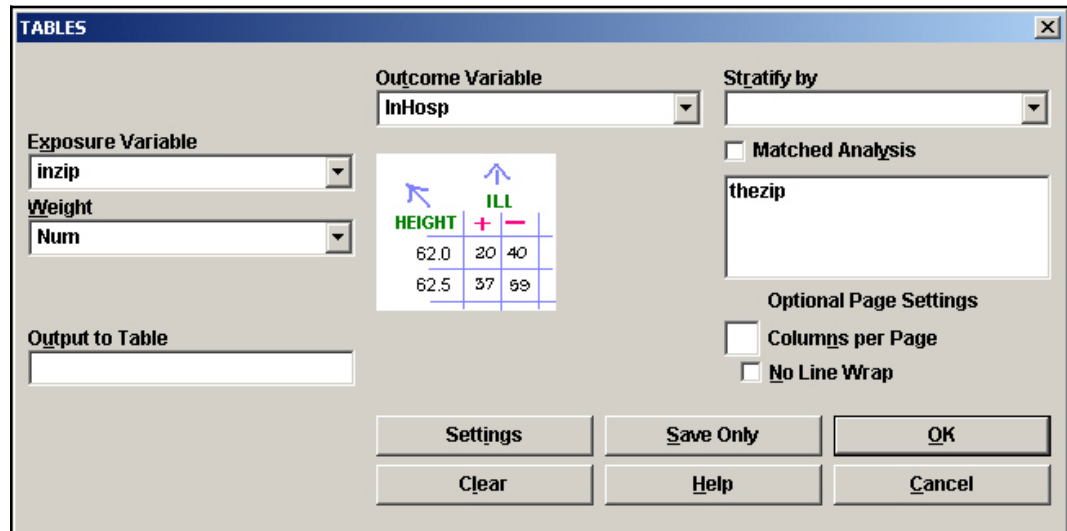 TABLES
Outcome Variable
InHosp
Stratify by
Exposure Variable
inzip
Matched Analysis
Weight
Num
thezip
ILL
HEIGHT + −
62.0 20 40
62.5 37 99
Optional Page Settings
Output to Table
Columns per Page
No Line Wrap
Settings Save Only OK
Clear Help Cancel